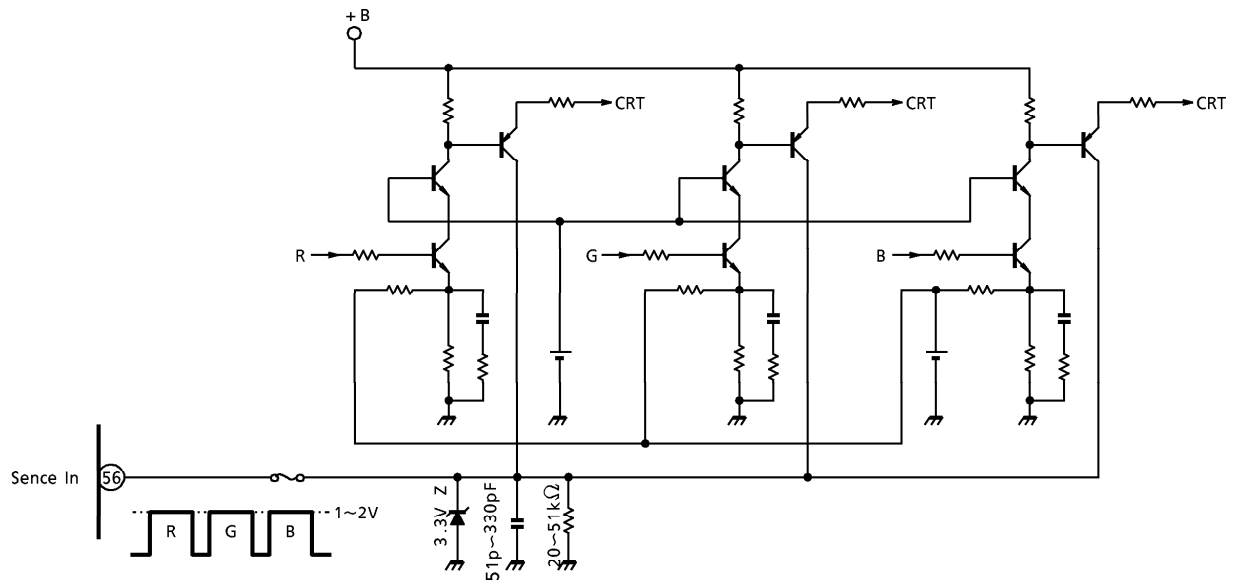 + B
CRT
CRT
CRT
R
G
B
Sence In
56
1~2V
R
G
B
3.3V Z
51p~330pF
20~51kΩ